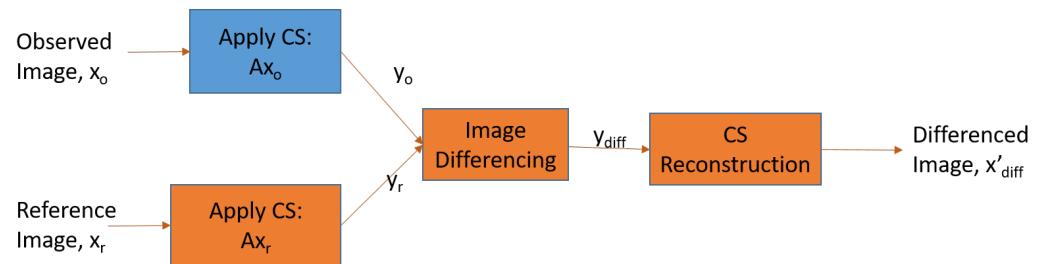 Observed
Image, xo
Apply CS:
Axo
yo
Reference
Image, xr
Apply CS:
Axr
yr
Image
Differencing
ydiff
CS
Reconstruction
Differenced
Image, x’diff